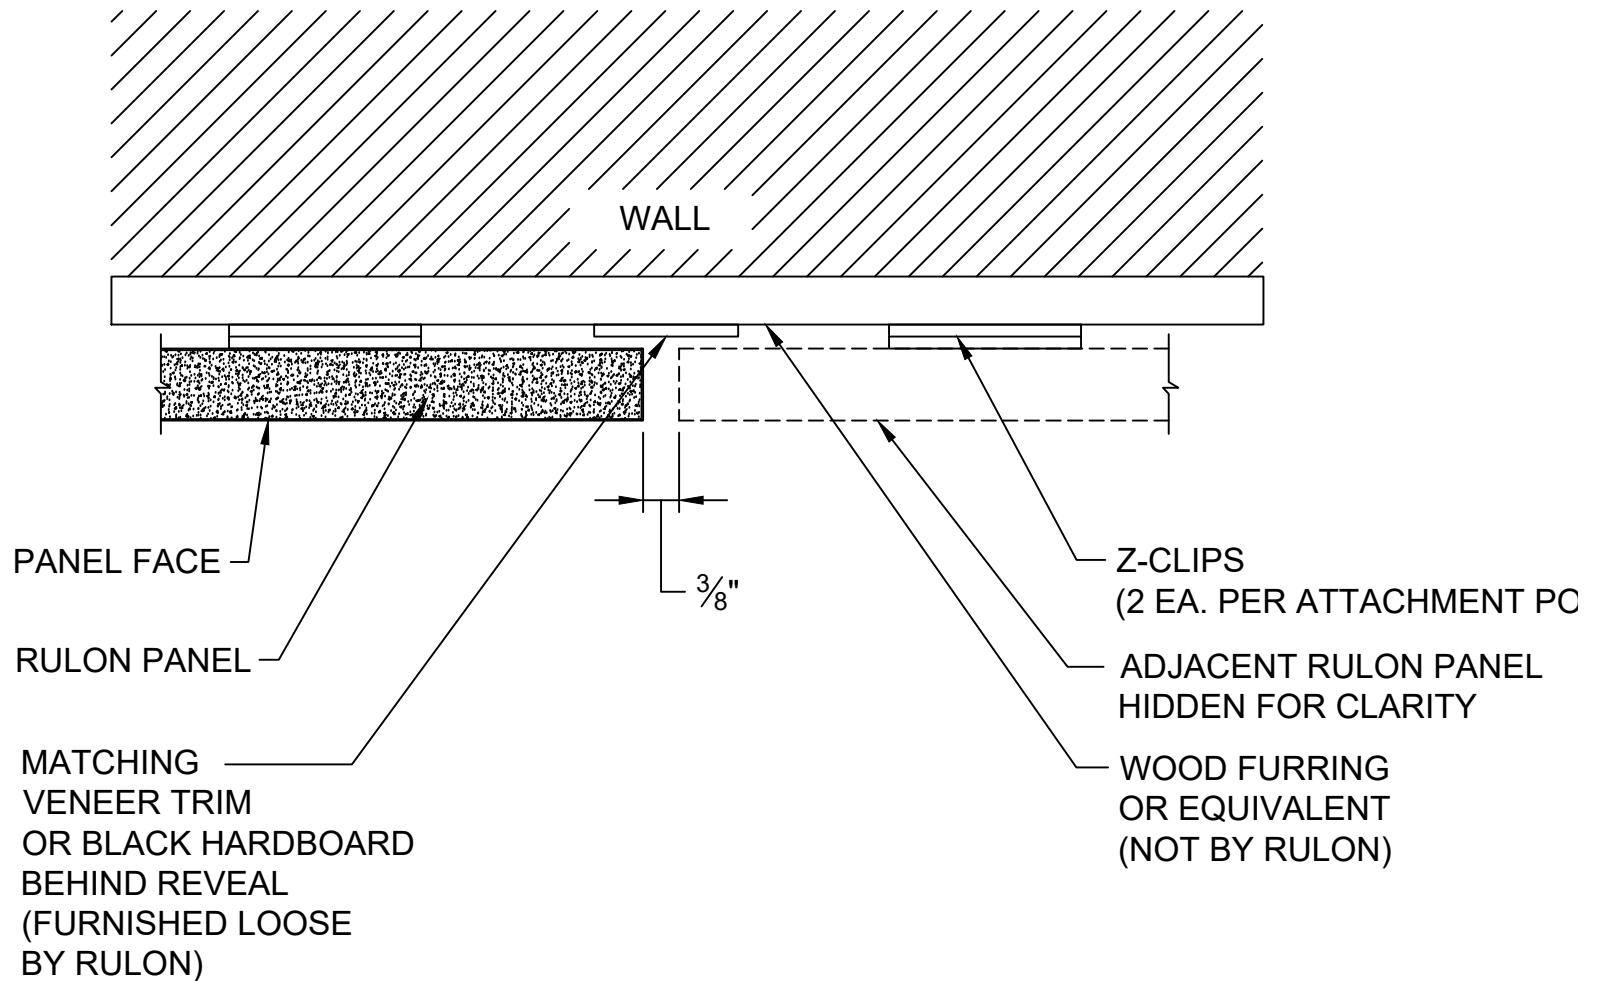 WALL
PANEL FACE
3/8"
Z-CLIPS
(2 EA. PER ATTACHMENT
RULON PANEL
ADJACENT RULON PANEL
HIDDEN FOR CLARITY
MATCHING
VENEER TRIM
OR BLACK HARDBOARD
BEHIND REVEAL
(FURNISHED LOOSE
BY RULON)
WOOD FURRING
OR EQUIVALENT
(NOT BY RULON)